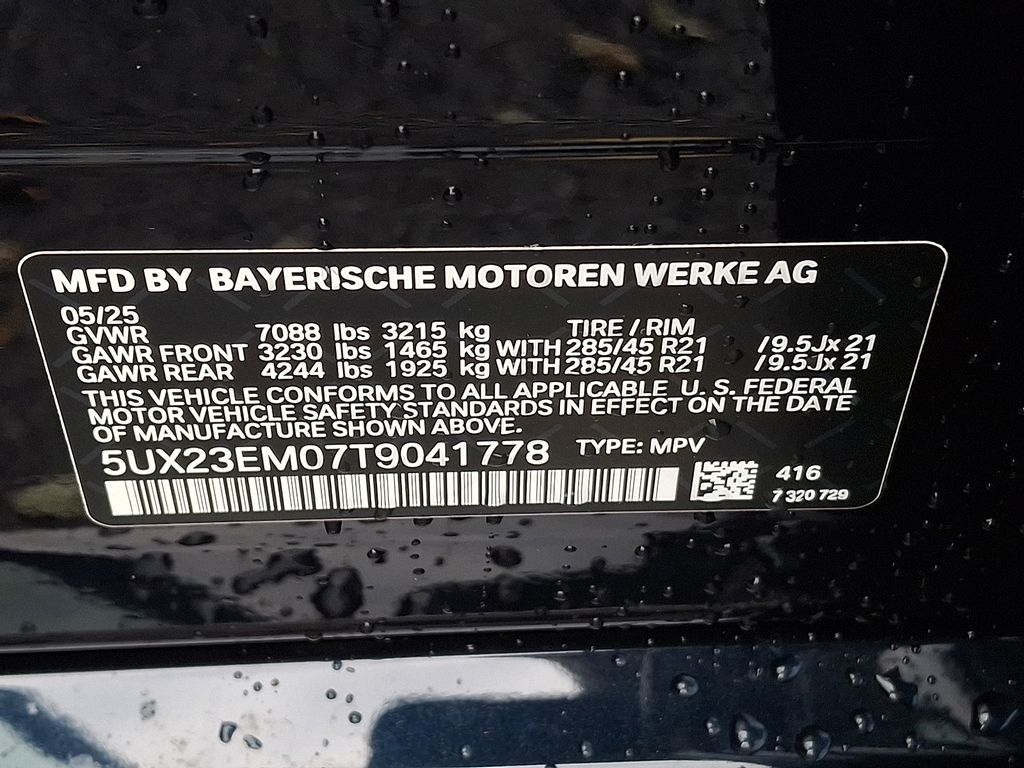 MFD BY BAYERISCHE MOTOREN WERKE AG
05/25
GVWR 7088 lbs 3215 kg TIRE / RIM
GAWR FRONT 3230 lbs 1465 kg WITH 285/45 R21 /9.5Jx 21
GAWR REAR 4244 lbs 1925 kg WITH 285/45 R21 /9.5Jx 21
THIS VEHICLE CONFORMS TO ALL APPLICABLE U. S. FEDERAL
MOTOR VEHICLE SAFETY STANDARDS IN EFFECT ON THE DATE
OF MANUFACTURE SHOWN ABOVE.
5UX23EM07T9041778 TYPE: MPV
416
7 320 729